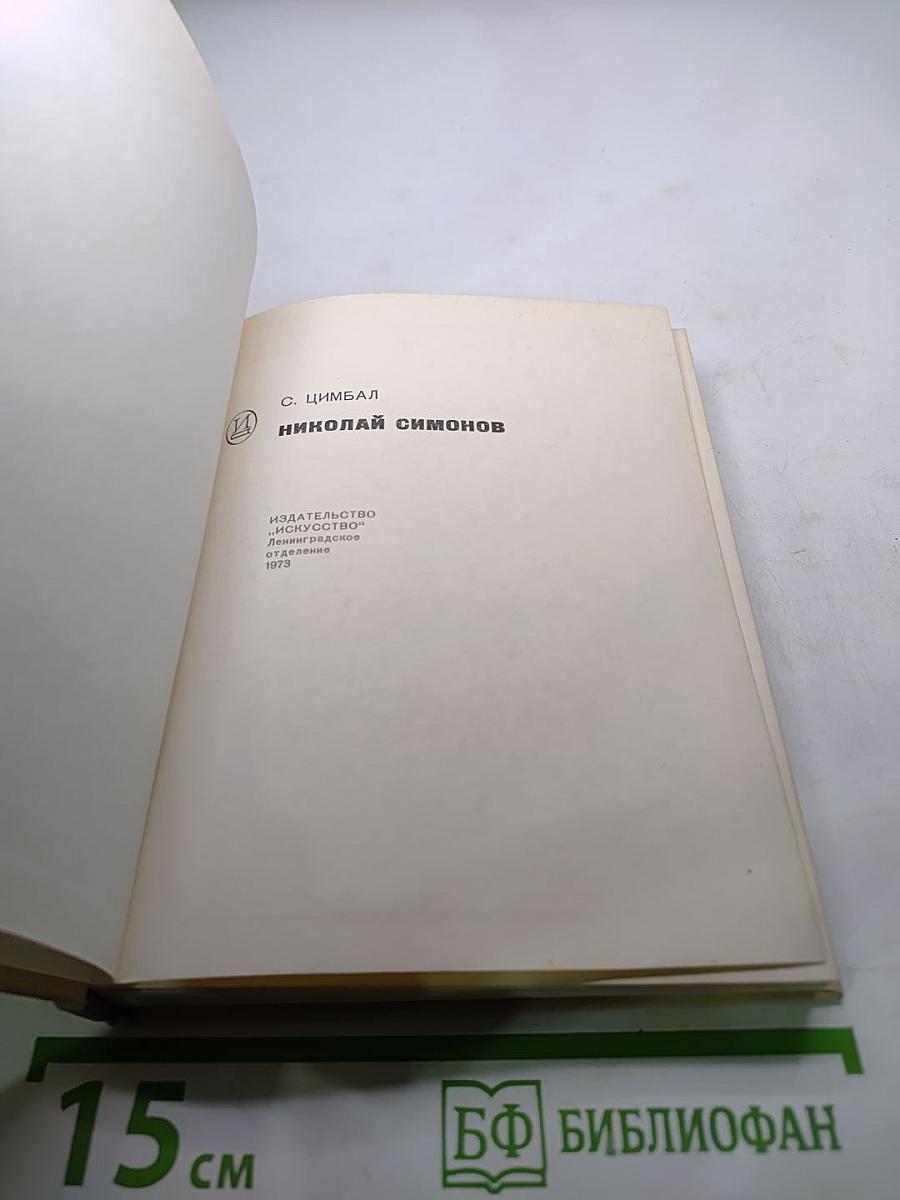 С. ЦИМБАЛ
НИКОЛАЙ СИМОНОВ
И
ИЗДАТЕЛЬСТВО
„ИСКУССТВО“
Ленинградское
отделение
1973
15 см
БФ БИБЛИОФАН